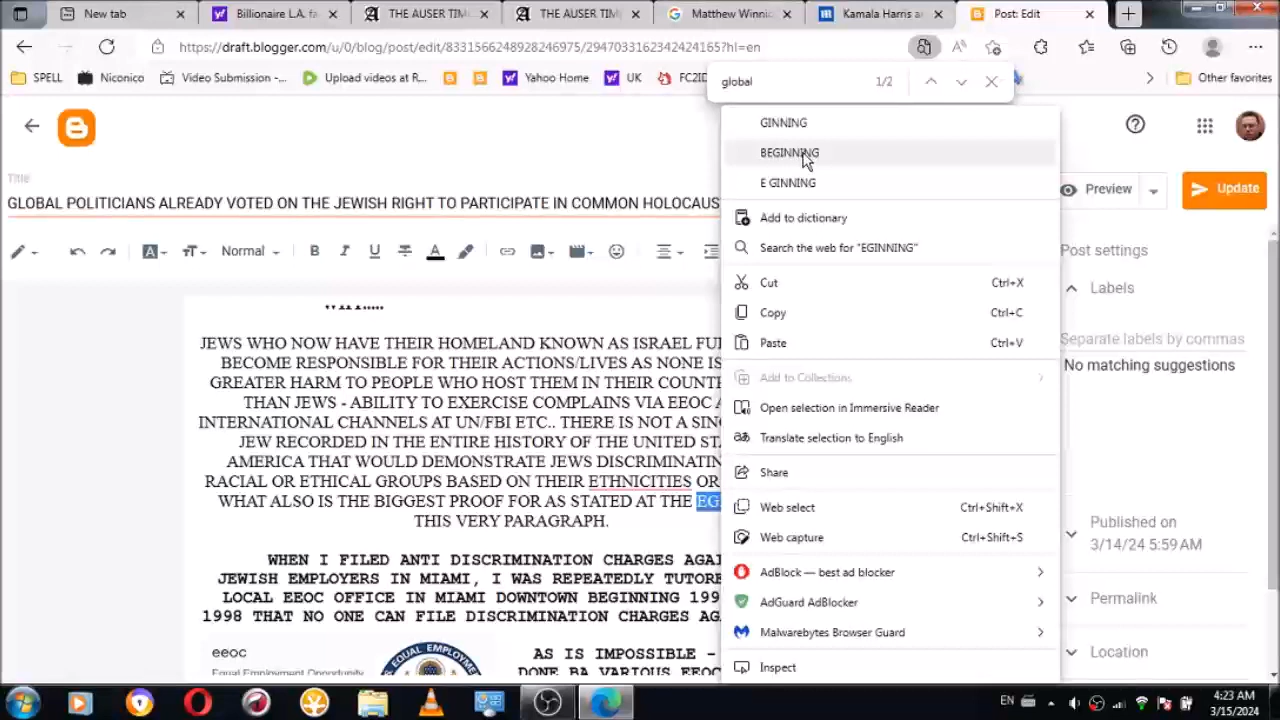 New tab
Billionaire L.A. fa
THE AUSER TIM
THE AUSER TIM
Matthew Winnic
Kamala Harris a
Post: Edit
https://draft.blogger.com/u/0/blog/post/edit/8331566248928246975/2947033162342424165?hl=en
SPELL
Niconico
Video Submission -...
Upload videos at R...
Yahoo Home
UK
FC2ID
Other favorites
global
1/2
Title
GLOBAL POLITICIANS ALREADY VOTED ON THE JEWISH RIGHT TO PARTICIPATE IN COMMON HOLOCAUS
Preview
Update
Normal
Post settings
Labels
Separate labels by commas
No matching suggestions
Published on
3/14/24 5:59 AM
Permalink
Location
JEWS WHO NOW HAVE THEIR HOMELAND KNOWN AS ISRAEL FU
BECOME RESPONSIBLE FOR THEIR ACTIONS/LIVES AS NONE IS
GREATER HARM TO PEOPLE WHO HOST THEM IN THEIR COUNT
THAN JEWS - ABILITY TO EXERCISE COMPLAINS VIA EEOC A
INTERNATIONAL CHANNELS AT UN/FBI ETC.. THERE IS NOT A SIN
JEW RECORDED IN THE ENTIRE HISTORY OF THE UNITED STA
AMERICA THAT WOULD DEMONSTRATE JEWS DISCRIMINATIN
RACIAL OR ETHICAL GROUPS BASED ON THEIR ETHNICITIES OR
WHAT ALSO IS THE BIGGEST PROOF FOR AS STATED AT THE EG
THIS VERY PARAGRAPH.
WHEN I FILED ANTI DISCRIMINATION CHARGES AGAI
JEWISH EMPLOYERS IN MIAMI, I WAS REPEATEDLY TUTORE
LOCAL EEOC OFFICE IN MIAMI DOWNTOWN BEGINNING 199
1998 THAT NO ONE CAN FILE DISCRIMINATION CHARGES AGA
eeoc
Equal Employment Opportunity
EQUAL EMPLOYME
AS IS IMPOSSIBLE -
DONE BA VARIOUS EEOC
GINNING
BEGINNING
E GINNING
Add to dictionary
Search the web for "EGINNING"
Cut Ctrl+X
Copy Ctrl+C
Paste Ctrl+V
Add to Collections
Open selection in Immersive Reader
Translate selection to English
Share
Web select Ctrl+Shift+X
Web capture Ctrl+Shift+S
AdBlock — best ad blocker
AdGuard AdBlocker
Malwarebytes Browser Guard
Inspect
EN
4:23 AM
3/15/2024